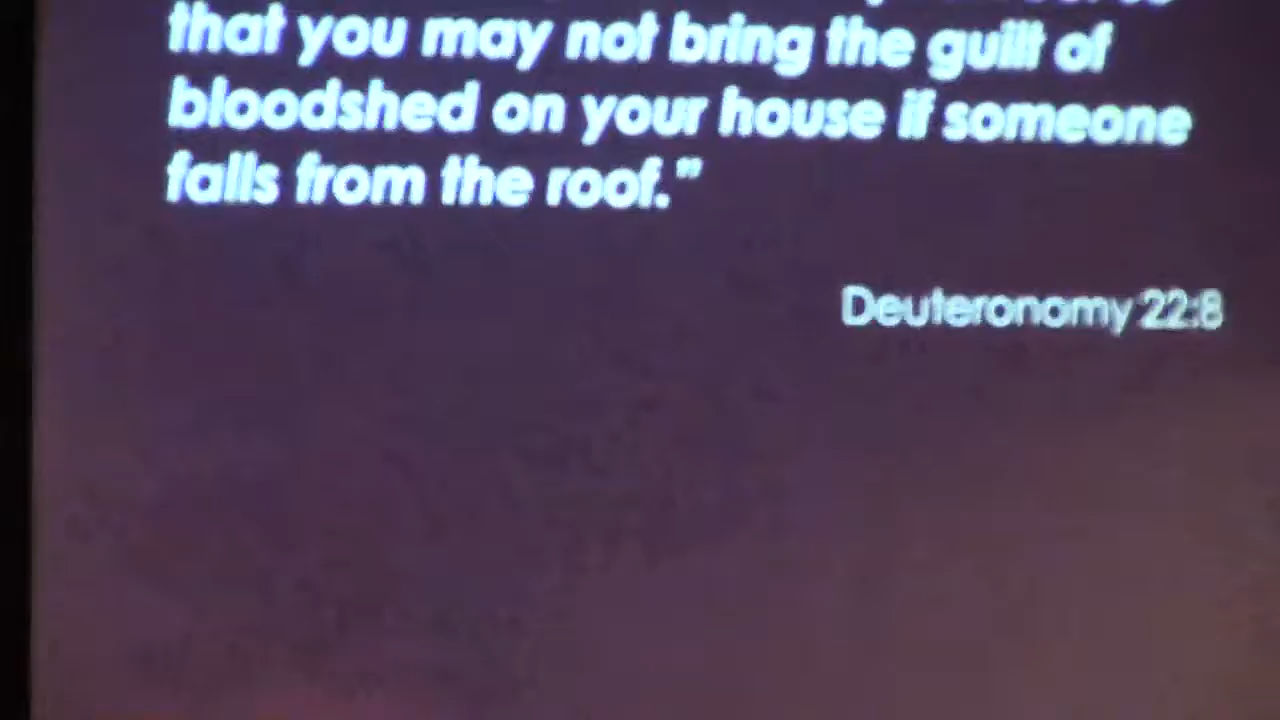 that you may not bring the guilt of
bloodshed on your house if someone
falls from the roof.”
Deuteronomy 22:8